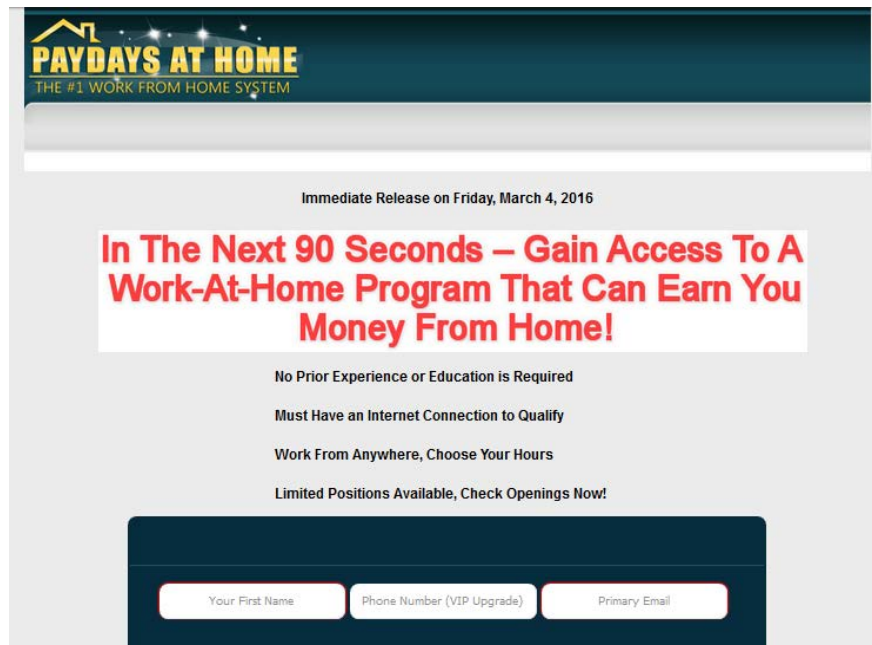 PAYDAYS AT HOME
THE #1 WORK FROM HOME SYSTEM
Immediate Release on Friday, March 4, 2016
In The Next 90 Seconds – Gain Access To A
Work-At-Home Program That Can Earn You
Money From Home!
No Prior Experience or Education is Required
Must Have an Internet Connection to Qualify
Work From Anywhere, Choose Your Hours
Limited Positions Available, Check Openings Now!
Your First Name
Phone Number (VIP Upgrade)
Primary Email